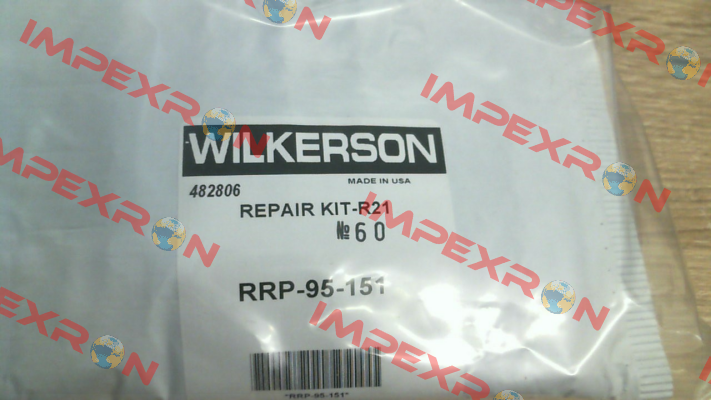 WILKERSON
MADE IN USA
482806
REPAIR KIT-R21
№60
RRP-95-151
"RRP-95-151"
IMPEXRON
IMPEXRON
IMPEXRON
IMPEXRON
IMPEXRON
IMPEXRON